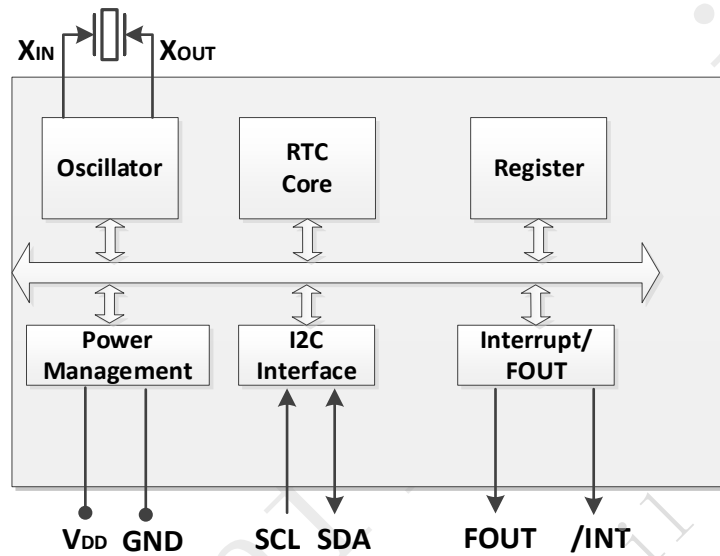 XIN XOUT
Oscillator
RTC
Core
Register
Power
Management
I2C
Interface
Interrupt/
FOUT
VDD GND SCL SDA FOUT /INT